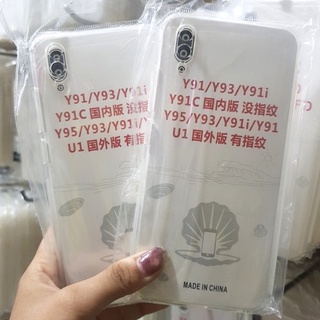 Y91/Y93/Y91i
Y91C 国内版 没指
Y95/Y93/Y91i/Y
U1 国外版 有指
Y91/Y93/Y91i
Y91C 国内版 没指纹
Y95/Y93/Y91i/Y91
U1 国外版 有指纹
MADE IN CHINA